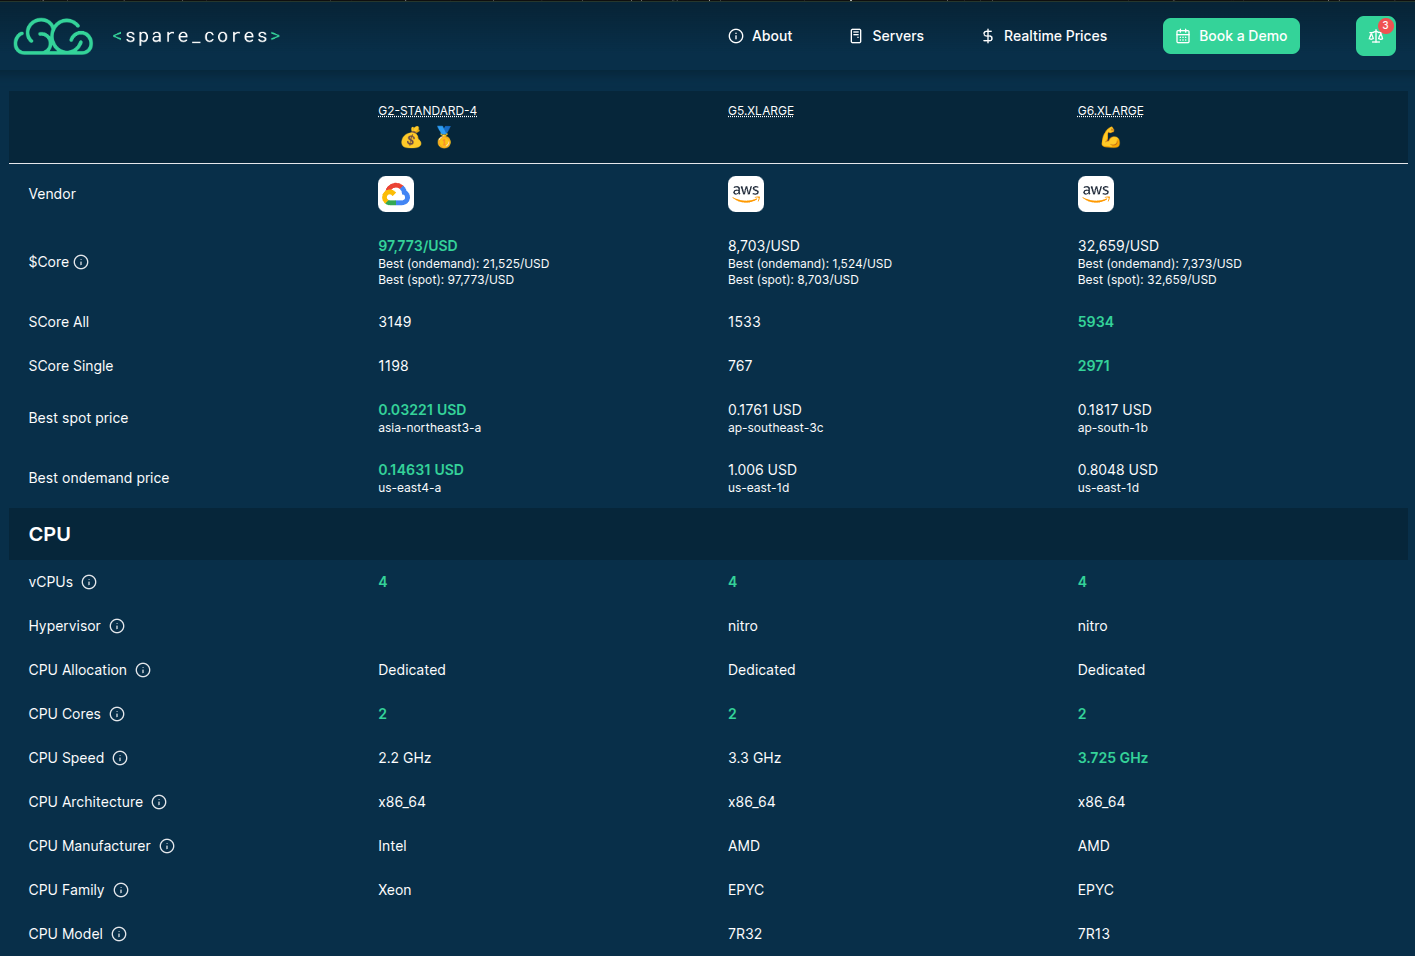 <spare_cores>
About
Servers
Realtime Prices
Book a Demo
3
G2-STANDARD-4
G5.XLARGE
G6.XLARGE
Vendor
aws
aws
$Core
97,773/USD
Best (ondemand): 21,525/USD
Best (spot): 97,773/USD
8,703/USD
Best (ondemand): 1,524/USD
Best (spot): 8,703/USD
32,659/USD
Best (ondemand): 7,373/USD
Best (spot): 32,659/USD
SCore All
3149
1533
5934
SCore Single
1198
767
2971
Best spot price
0.03221 USD
asia-northeast3-a
0.1761 USD
ap-southeast-3c
0.1817 USD
ap-south-1b
Best ondemand price
0.14631 USD
us-east4-a
1.006 USD
us-east-1d
0.8048 USD
us-east-1d
CPU
vCPUs
4
4
4
Hypervisor
nitro
nitro
CPU Allocation
Dedicated
Dedicated
Dedicated
CPU Cores
2
2
2
CPU Speed
2.2 GHz
3.3 GHz
3.725 GHz
CPU Architecture
x86_64
x86_64
x86_64
CPU Manufacturer
Intel
AMD
AMD
CPU Family
Xeon
EPYC
EPYC
CPU Model
7R32
7R13